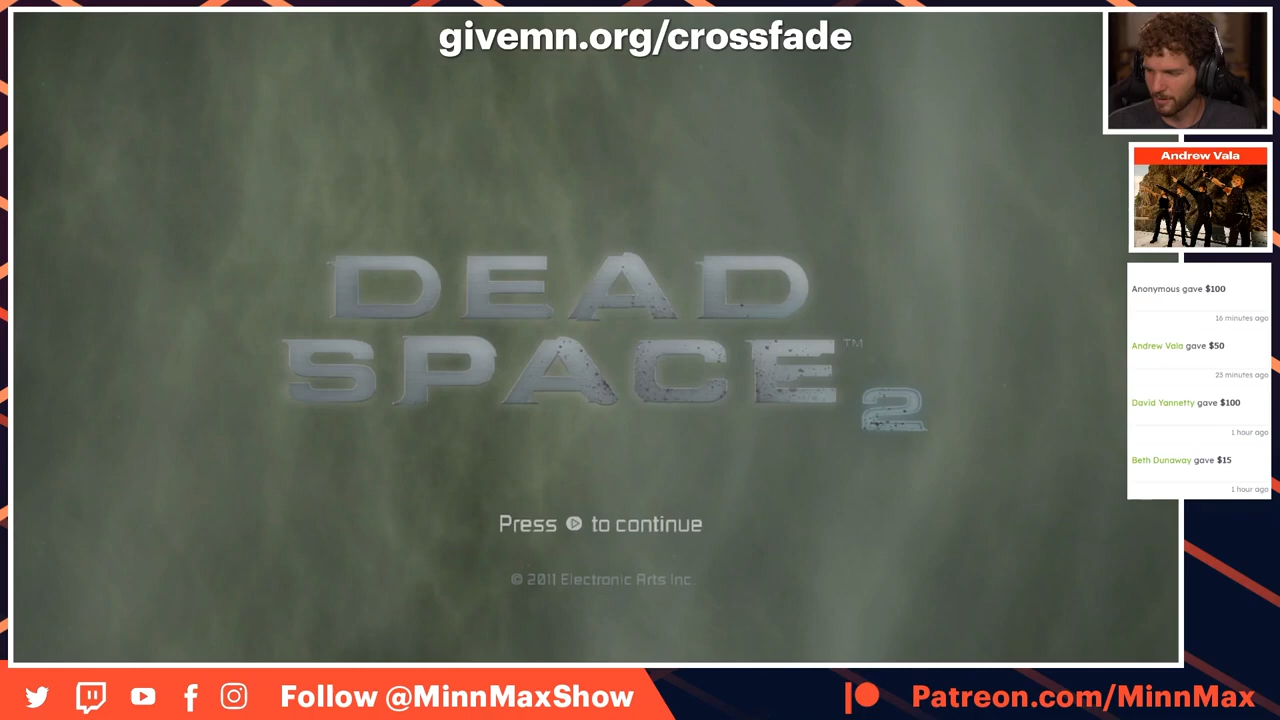 givemn.org/crossfade
Andrew Vala
DEAD
SPACE™
2
Press to continue
© 2011 Electronic Arts Inc.
Anonymous gave $100
16 minutes ago
Andrew Vala gave $50
23 minutes ago
David Yannetty gave $100
1 hour ago
Beth Dunaway gave $15
1 hour ago
Follow @MinnMaxShow
Patreon.com/MinnMax